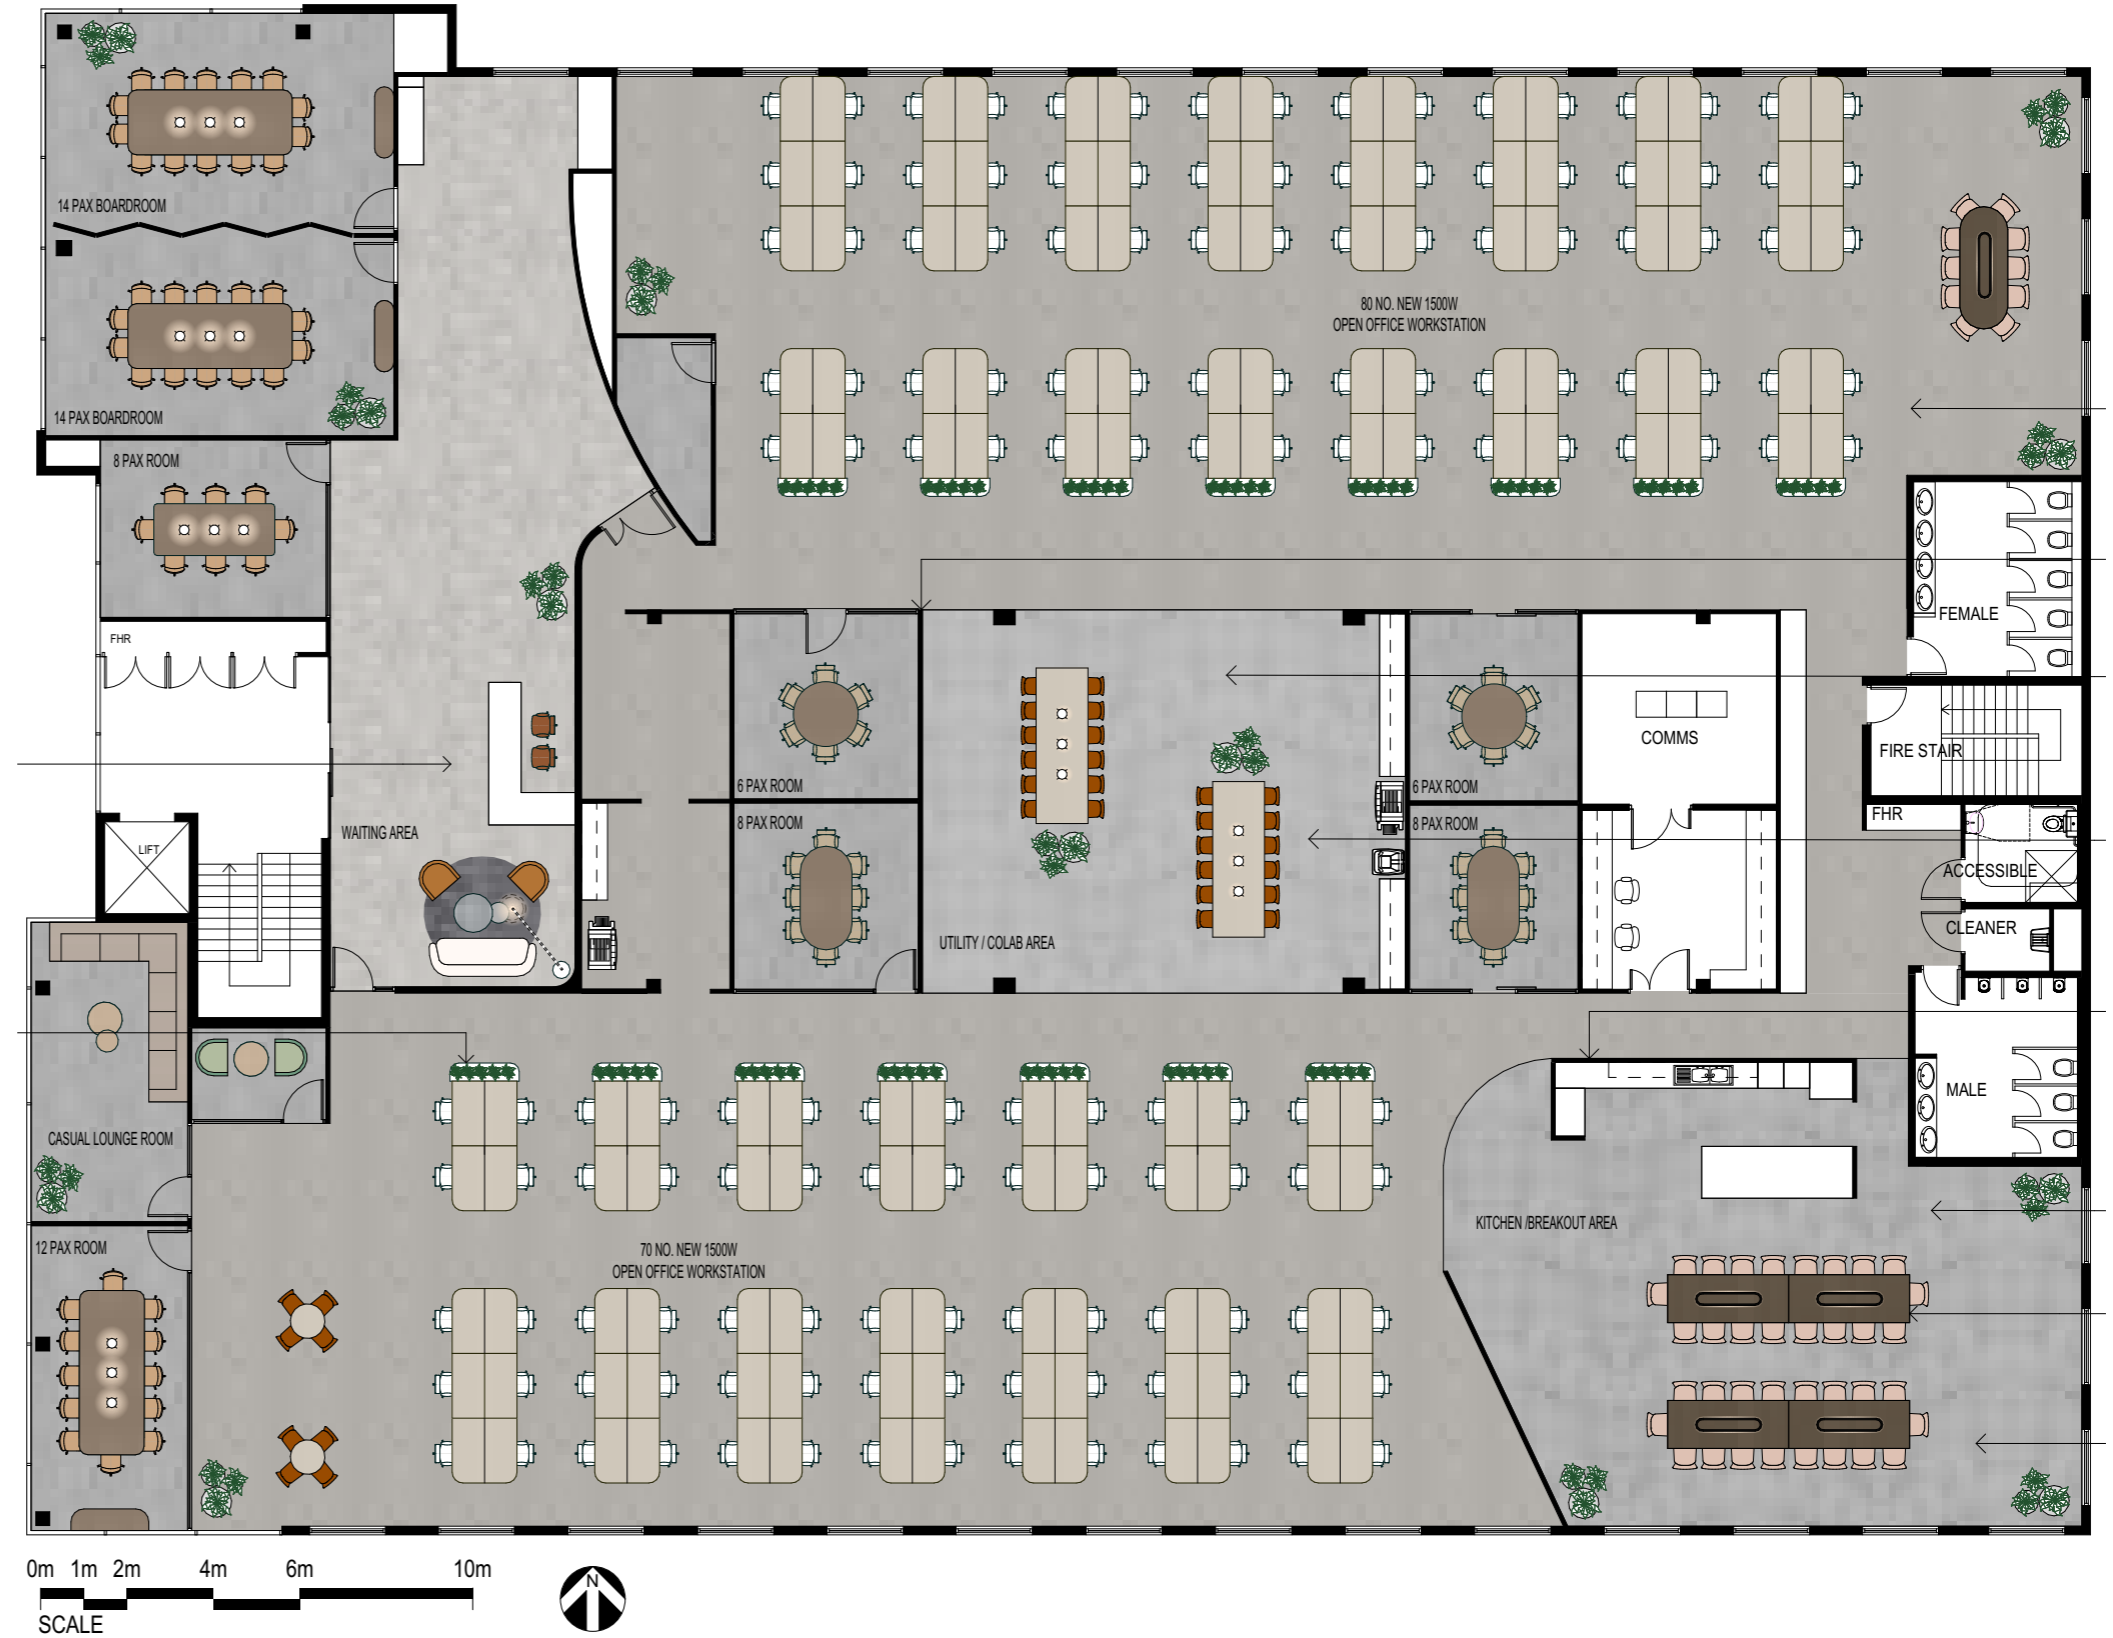 14 PAX BOARDROOM
14 PAX BOARDROOM
8 PAX ROOM
80 NO. NEW 1500W
OPEN OFFICE WORKSTATION
FHR
FEMALE
6 PAX ROOM
8 PAX ROOM
6 PAX ROOM
8 PAX ROOM
COMMS
FIRE STAIR
FHR
WAITING AREA
LIFT
ACCESSIBLE
CLEANER
UTILITY / COLAB AREA
MALE
CASUAL LOUNGE ROOM
12 PAX ROOM
70 NO. NEW 1500W
OPEN OFFICE WORKSTATION
KITCHEN /BREAKOUT AREA
0m 1m 2m 4m 6m 10m
SCALE
N